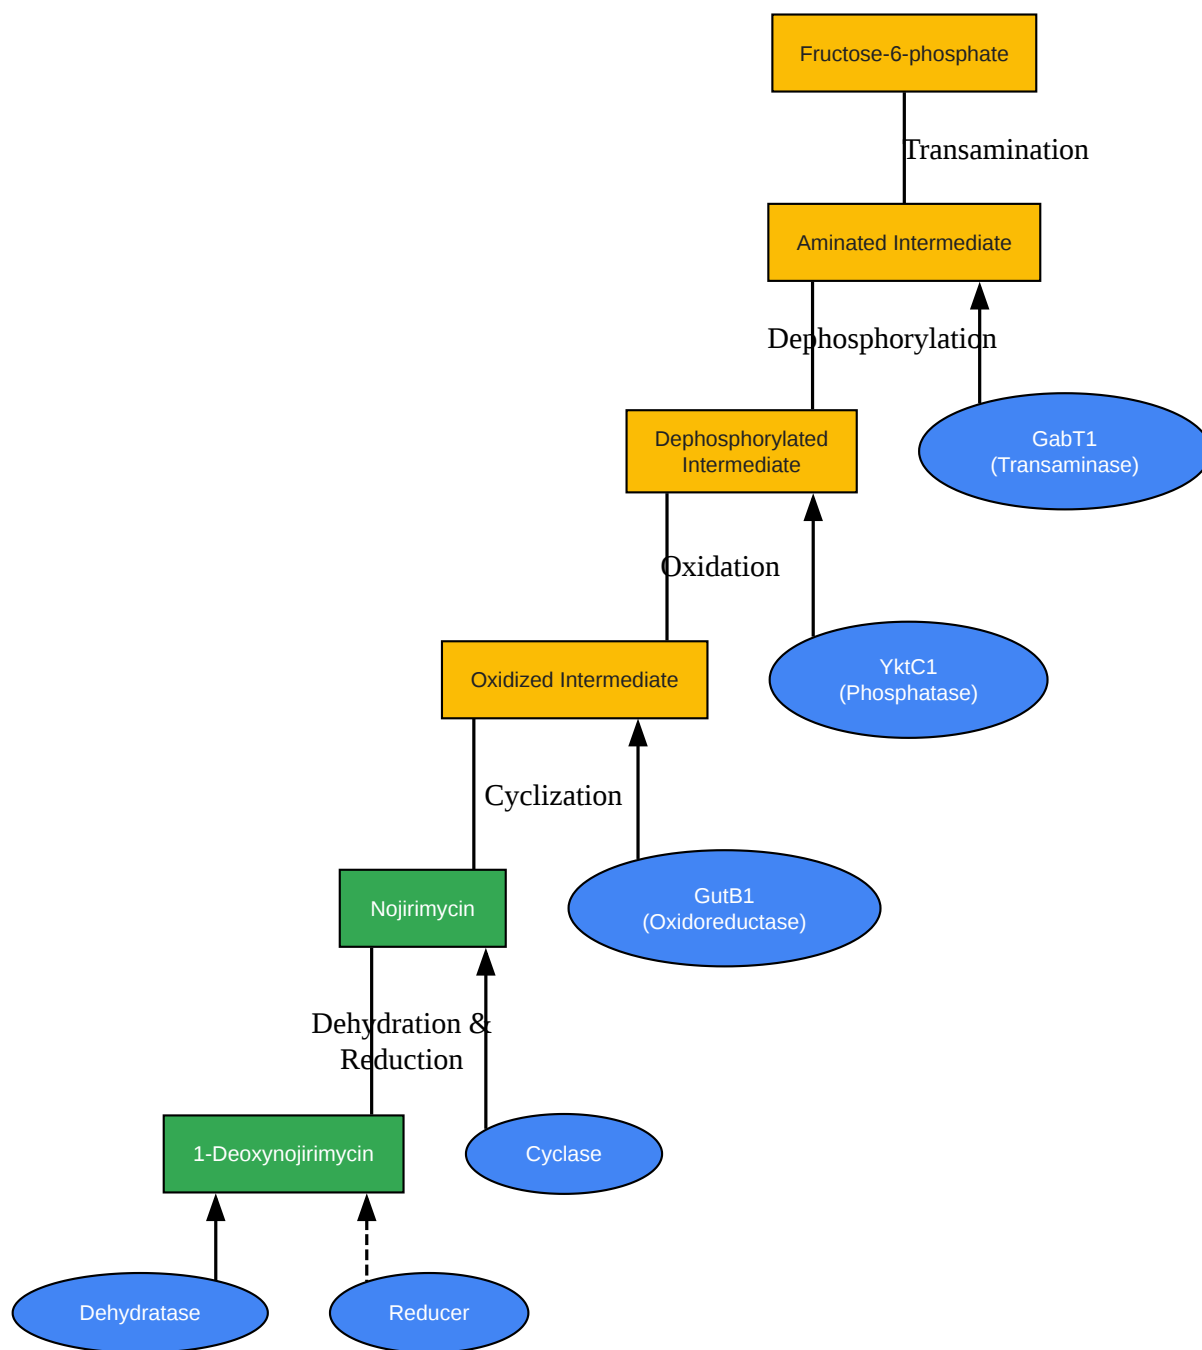 Fructose-6-phosphate
Transamination
Aminated Intermediate
Dephosphorylation
Dephosphorylated
Intermediate
GabT1
(Transaminase)
Oxidation
Oxidized Intermediate
YktC1
(Phosphatase)
Cyclization
Nojirimycin
GutB1
(Oxidoreductase)
Dehydration &
Reduction
1-Deoxynojirimycin
Cyclase
Dehydratase
Reducer